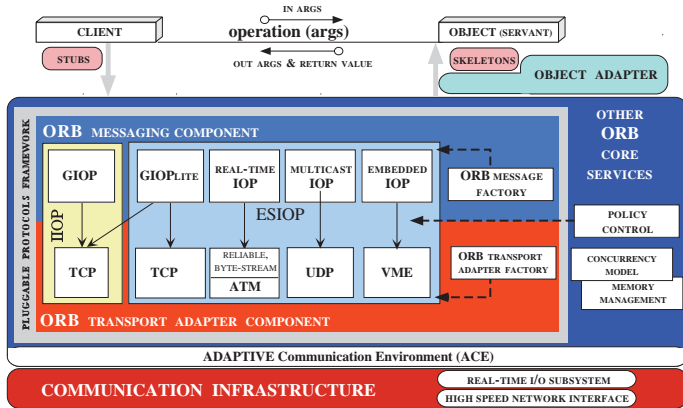 IN ARGS
CLIENT
operation (args)
OBJECT (SERVANT)
STUBS
OUT ARGS & RETURN VALUE
SKELETONS
OBJECT ADAPTER
PLUGGABLE PROTOCOLS FRAMEWORK
ORB MESSAGING COMPONENT
OTHER
ORB
CORE
SERVICES
GIOP
GIOPLITE
REAL-TIME
IOP
MULTICAST
IOP
EMBEDDED
IOP
ORB MESSAGE
FACTORY
IIOP
ESIOP
POLICY
CONTROL
TCP
TCP
RELIABLE,
BYTE-STREAM
ATM
UDP
VME
ORB TRANSPORT
ADAPTER FACTORY
CONCURRENCY
MODEL
MEMORY
MANAGEMENT
ORB TRANSPORT ADAPTER COMPONENT
ADAPTIVE Communication Environment (ACE)
COMMUNICATION INFRASTRUCTURE
REAL-TIME I/O SUBSYSTEM
HIGH SPEED NETWORK INTERFACE